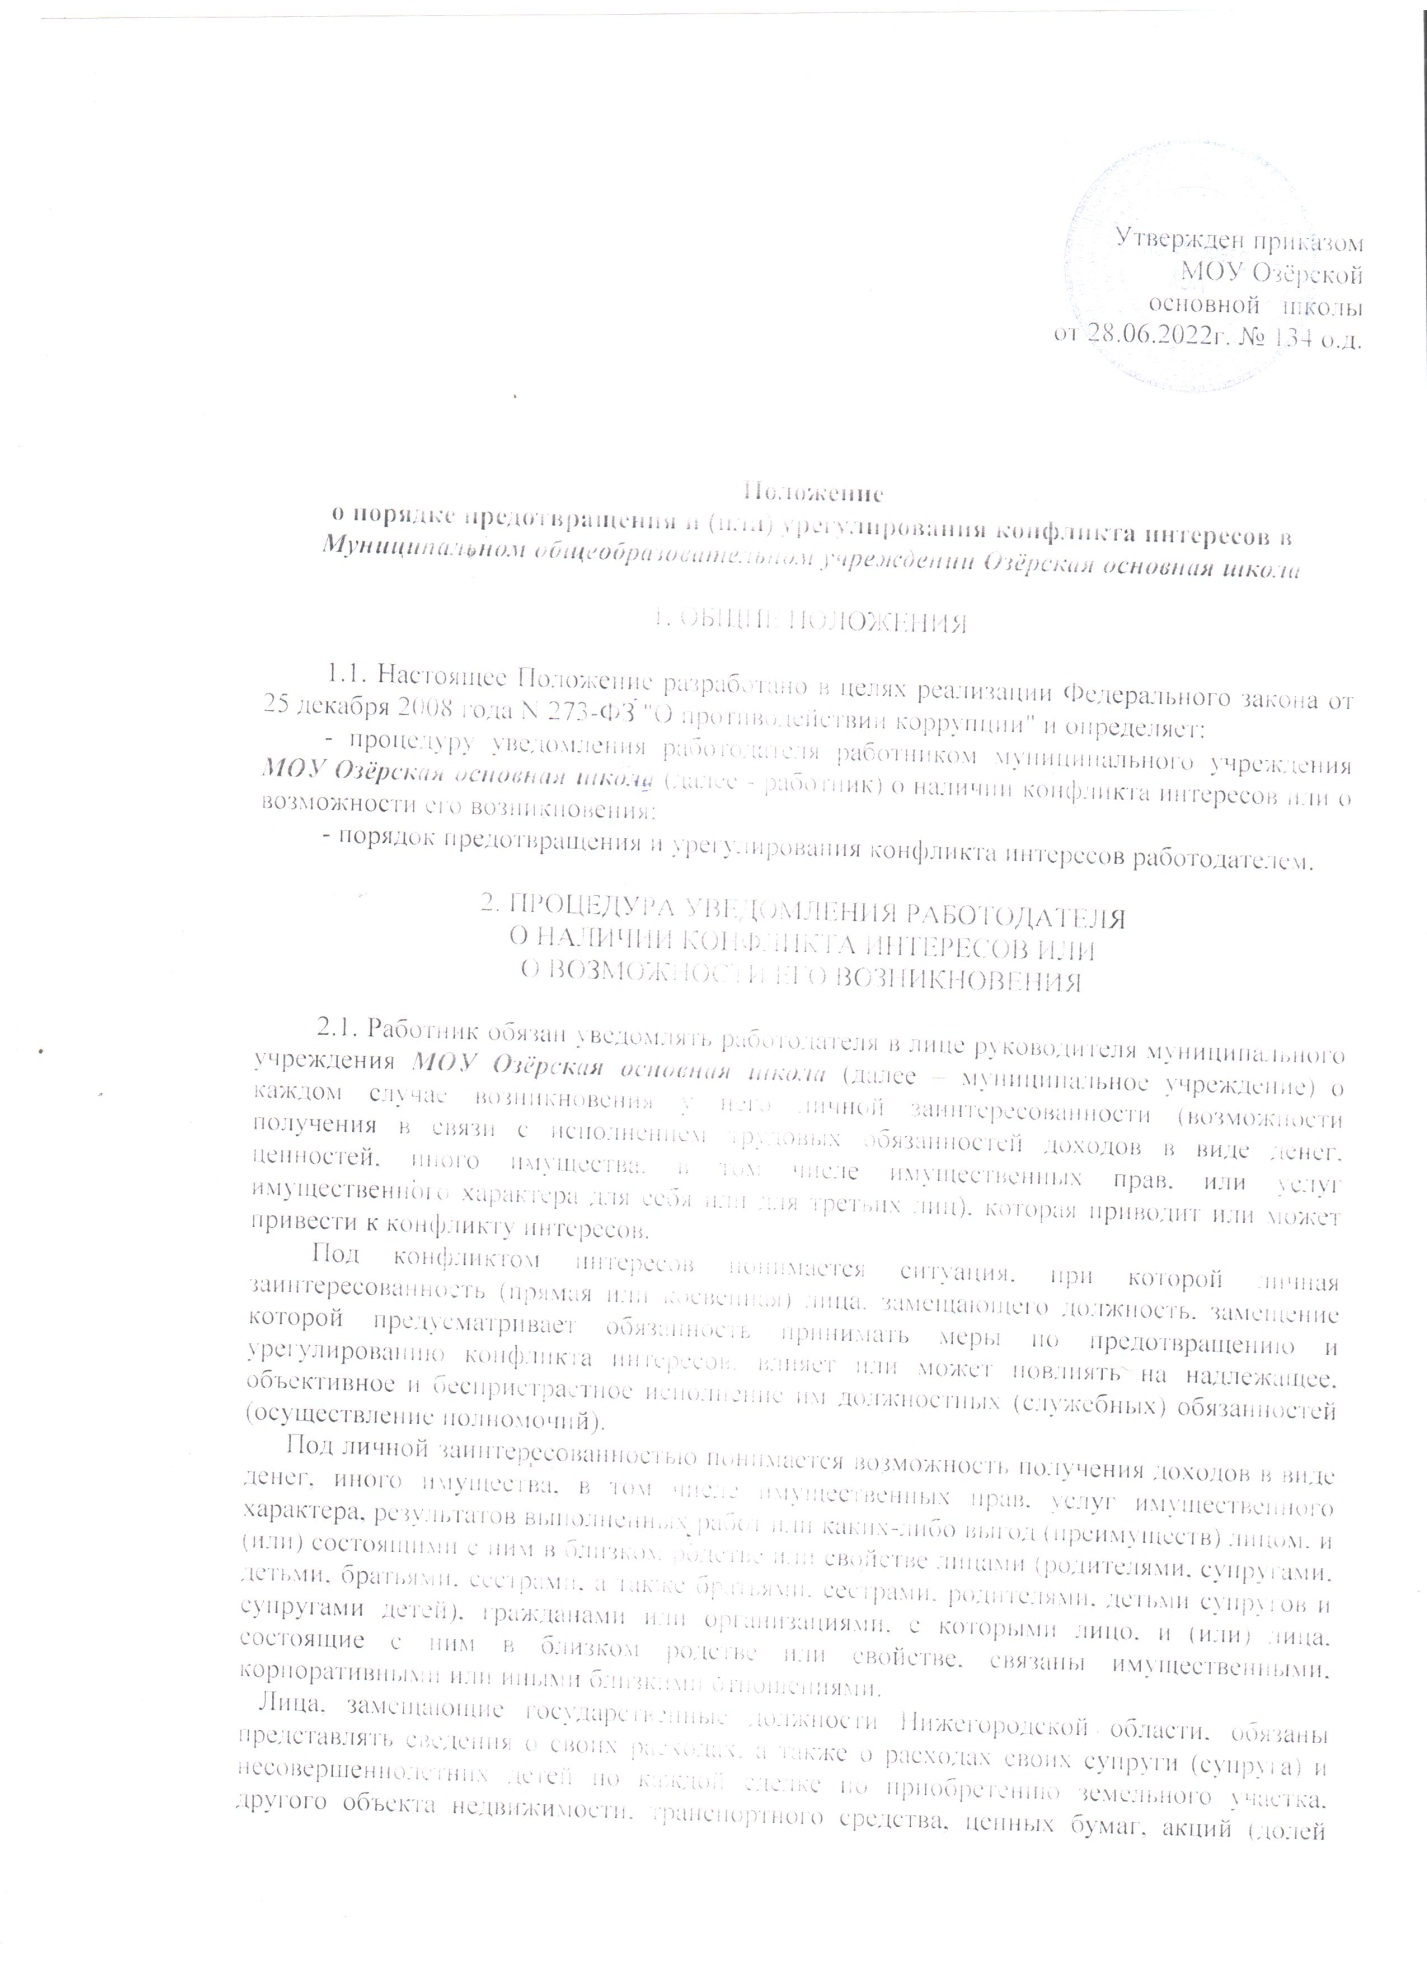 Утвержден приказом
МОУ Озёрской
основной школы
от 28.06.2022г. № 134 о.д.
Положение
о порядке предотвращения и (или) урегулирования конфликта интересов в
Муниципальном общеобразовательном учреждении Озёрская основная школа
1. ОБЩИЕ ПОЛОЖЕНИЯ
1.1. Настоящее Положение разработано в целях реализации Федерального закона от
25 декабря 2008 года N 273-ФЗ "О противодействии коррупции" и определяет:
- процедуру уведомления работодателя работником муниципального учреждения
МОУ Озёрская основная школа (далее - работник) о наличии конфликта интересов или о
возможности его возникновения;
- порядок предотвращения и урегулирования конфликта интересов работодателем.
2. ПРОЦЕДУРА УВЕДОМЛЕНИЯ РАБОТОДАТЕЛЯ
О НАЛИЧИИ КОНФЛИКТА ИНТЕРЕСОВ ИЛИ
О ВОЗМОЖНОСТИ ЕГО ВОЗНИКНОВЕНИЯ
2.1. Работник обязан уведомлять работодателя в лице руководителя муниципального
учреждения МОУ Озёрская основная школа (далее – муниципальное учреждение) о
каждом случае возникновения у него личной заинтересованности (возможности
получения в связи с исполнением трудовых обязанностей доходов в виде денег,
ценностей, иного имущества, в том числе имущественных прав, или услуг
имущественного характера для себя или для третьих лиц), которая приводит или может
привести к конфликту интересов.
Под конфликтом интересов понимается ситуация, при которой личная
заинтересованность (прямая или косвенная) лица, замещающего должность, замещение
которой предусматривает обязанность принимать меры по предотвращению и
урегулированию конфликта интересов, влияет или может повлиять на надлежащее,
объективное и беспристрастное исполнение им должностных (служебных) обязанностей
(осуществление полномочий).
Под личной заинтересованностью понимается возможность получения доходов в виде
денег, иного имущества, в том числе имущественных прав, услуг имущественного
характера, результатов выполненных работ или каких-либо выгод (преимуществ) лицом, и
(или) состоящими с ним в близком родстве или свойстве лицами (родителями, супругами,
детьми, братьями, сестрами, а также братьями, сестрами, родителями, детьми супругов и
супругами детей), гражданами или организациями, с которыми лицо, и (или) лица,
состоящие с ним в близком родстве или свойстве, связаны имущественными,
корпоративными или иными близкими отношениями.
Лица, замещающие государственные должности Нижегородской области, обязаны
представлять сведения о своих расходах, а также о расходах своих супруги (супруга) и
несовершеннолетних детей по каждой сделке по приобретению земельного участка,
другого объекта недвижимости, транспортного средства, ценных бумаг, акций (долей